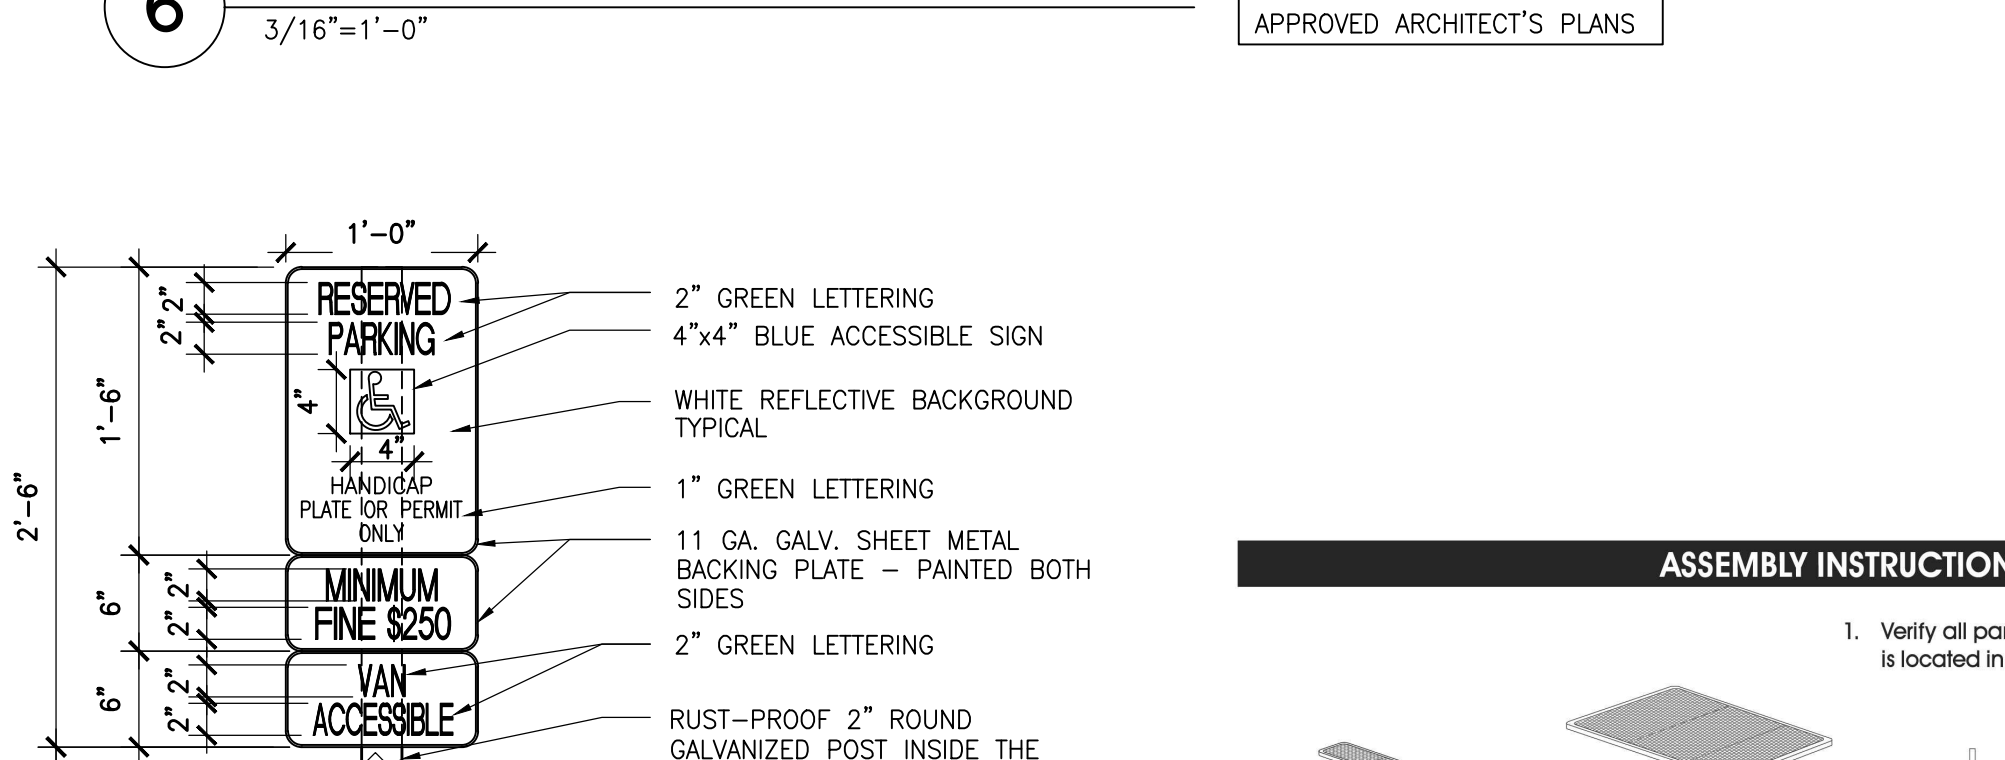 6
3/16"=1'-0"
APPROVED ARCHITECT'S PLANS
1'-0"
2'-6"
1'-6"
6"
6"
2"
2"
2"
2"
2"
2"
RESERVED
PARKING
4"
4"
HANDICAP
PLATE OR PERMIT
ONLY
MINIMUM
FINE $250
VAN
ACCESSIBLE
2" GREEN LETTERING
4"x4" BLUE ACCESSIBLE SIGN
WHITE REFLECTIVE BACKGROUND
TYPICAL
1" GREEN LETTERING
11 GA. GALV. SHEET METAL
BACKING PLATE – PAINTED BOTH
SIDES
2" GREEN LETTERING
RUST-PROOF 2" ROUND
GALVANIZED POST INSIDE THE
ASSEMBLY INSTRUCTION
1. Verify all par
is located in